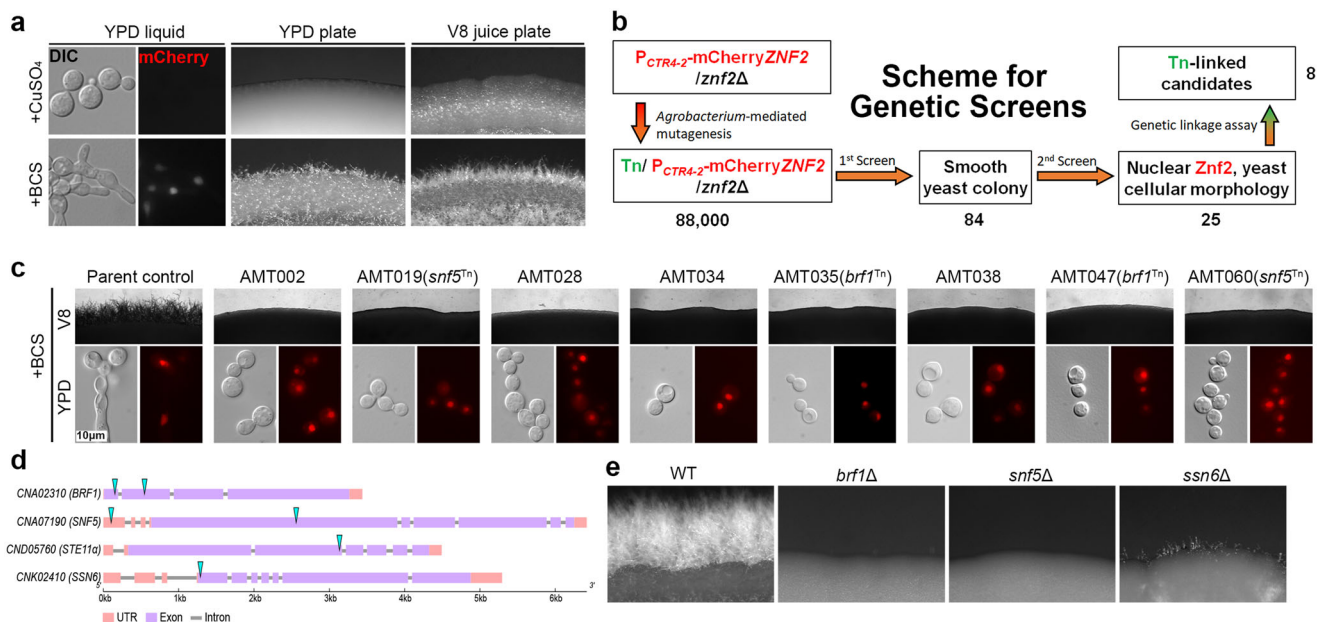 a
YPD liquid
YPD plate
V8 juice plate
DIC
mCherry
+CuSO₄
+BCS
b
P_CTR4-2-mCherryZNF2
/znf2Δ
Agrobacterium-mediated
mutagenesis
Tn/ P_CTR4-2-mCherryZNF2
/znf2Δ
88,000
Scheme for
Genetic Screens
1st Screen
Smooth
yeast colony
84
2nd Screen
Nuclear Znf2, yeast
cellular morphology
25
Genetic linkage assay
Tn-linked
candidates
8
c
Parent control
AMT002
AMT019(snf5ᵀⁿ)
AMT028
AMT034
AMT035(brf1ᵀⁿ)
AMT038
AMT047(brf1ᵀⁿ)
AMT060(snf5ᵀⁿ)
+BCS
V8
YPD
10μm
d
CNA02310 (BRF1)
CNA07190 (SNF5)
CND05760 (STE11α)
CNK02410 (SSN6)
5'
3'
0kb 1kb 2kb 3kb 4kb 5kb 6kb
UTR Exon Intron
e
WT
brf1Δ
snf5Δ
ssn6Δ